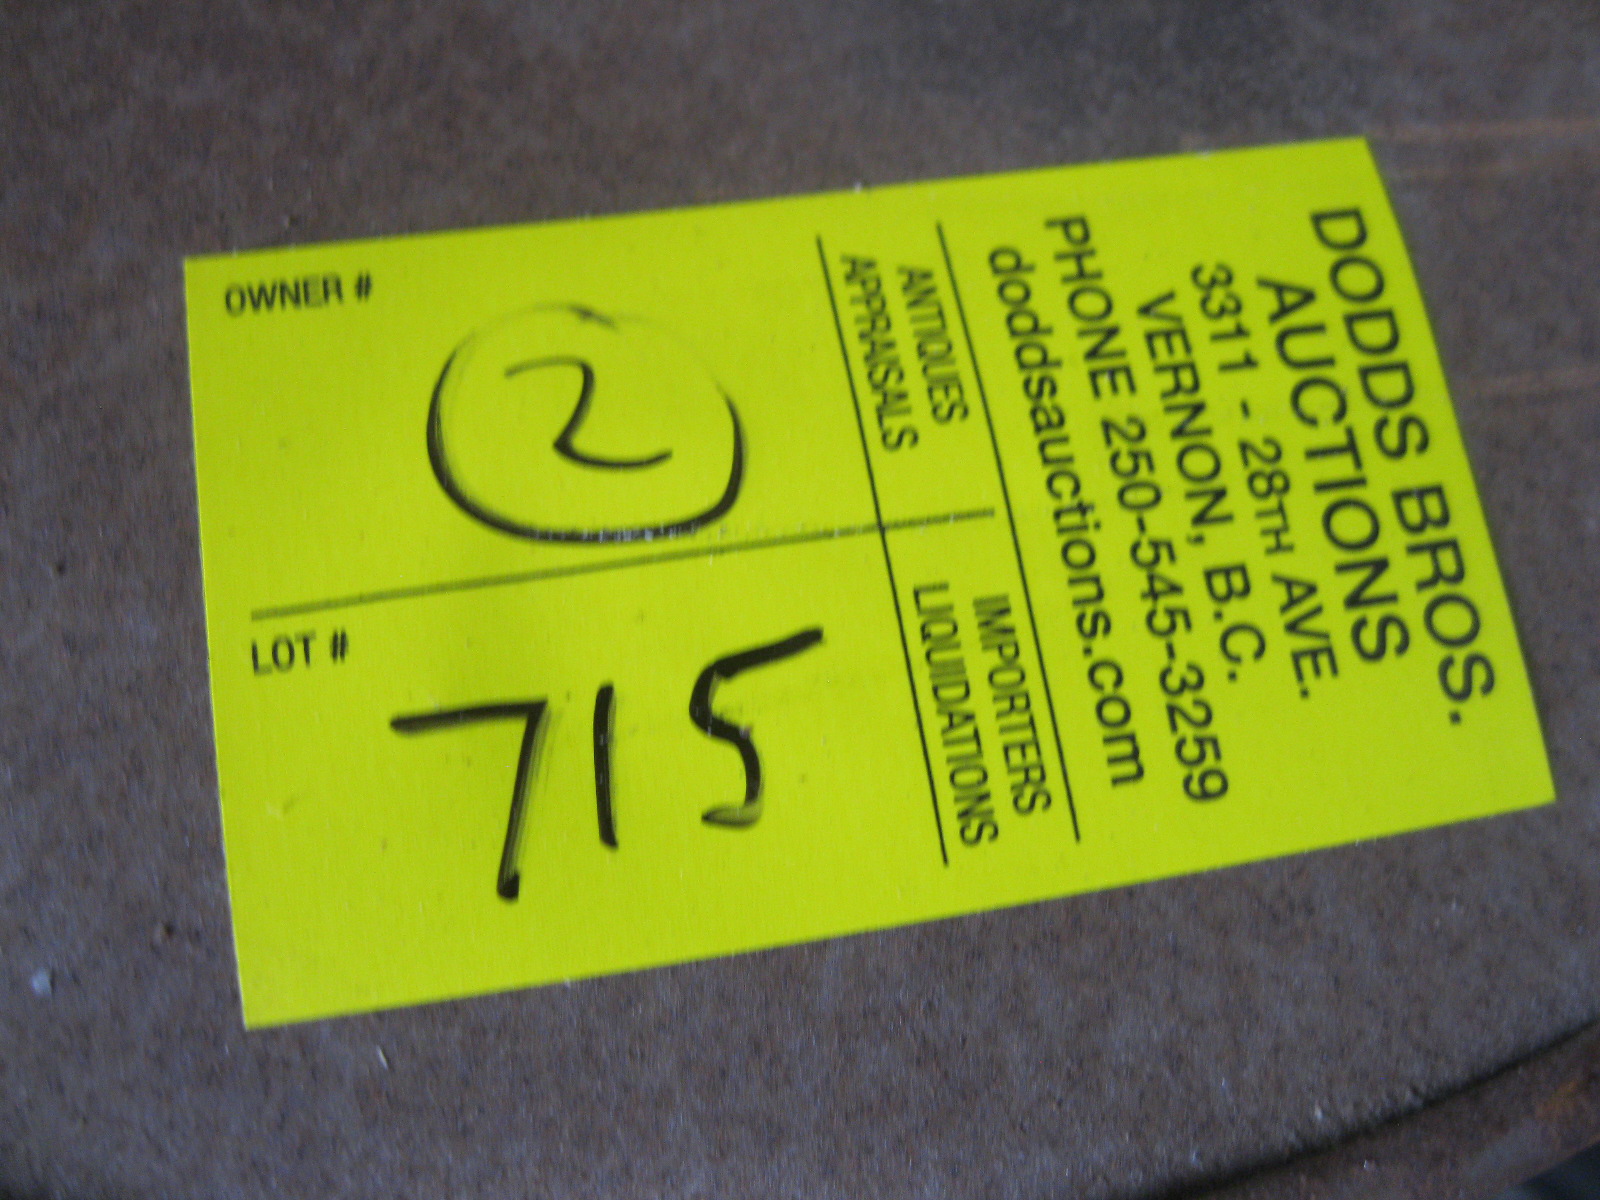 DODDS BROS.
AUCTIONS
3311 - 28TH AVE.
VERNON, B.C.
PHONE 250-545-3259
doddsauctions.com
ANTIQUES
APPRAISALS
IMPORTERS
LIQUIDATIONS
OWNER #
2
LOT #
715